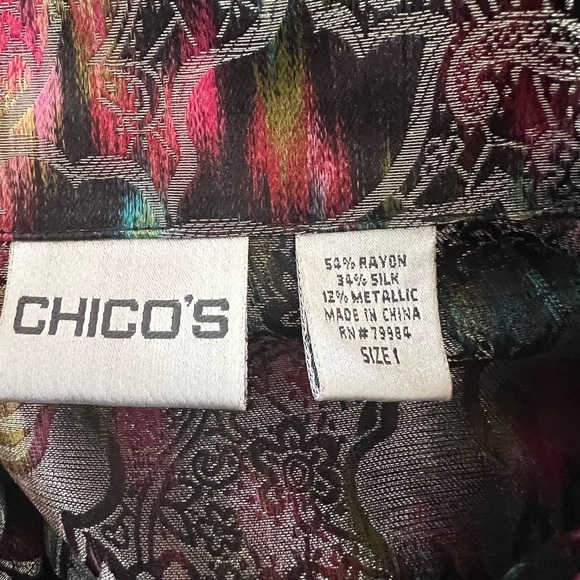 CHICO'S
54% RAYON
34% SILK
12% METALLIC
MADE IN CHINA
RN#79984
SIZE 1